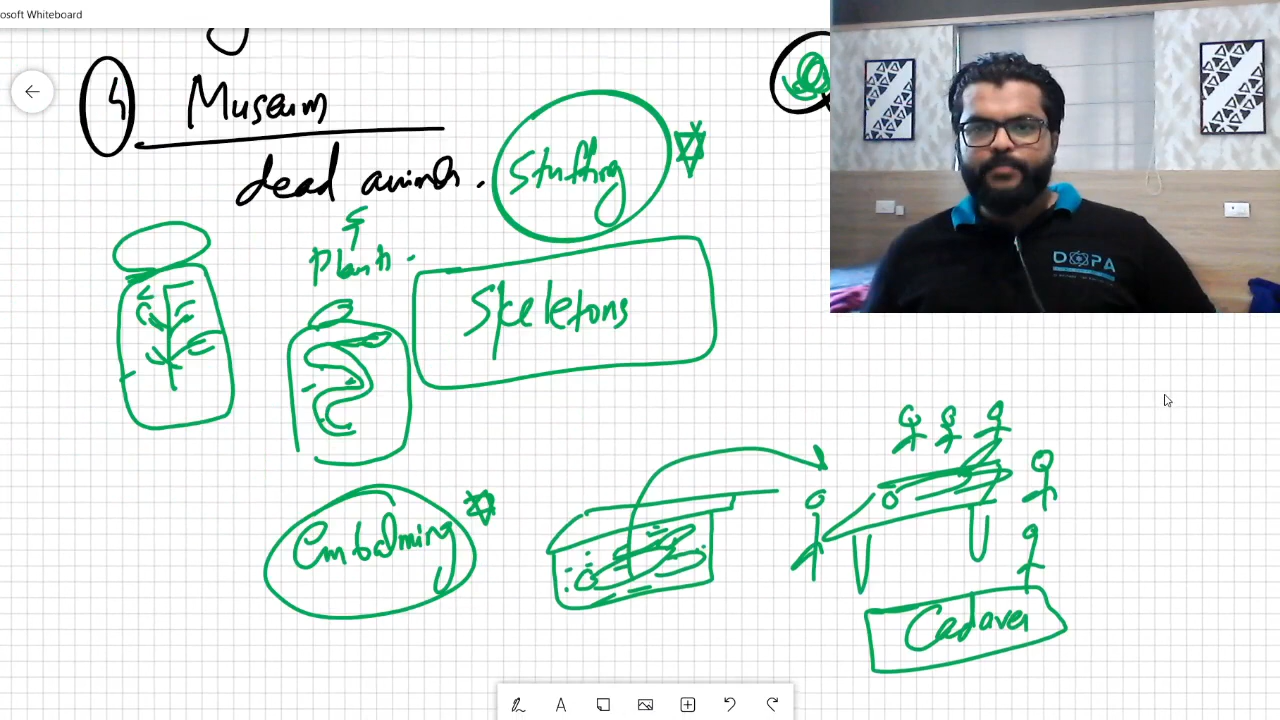 osoft Whiteboard
4 Museum
dead animals.
&
Plants.
Stuffing
Skeletons
Embalming
Cadaver
DOPA